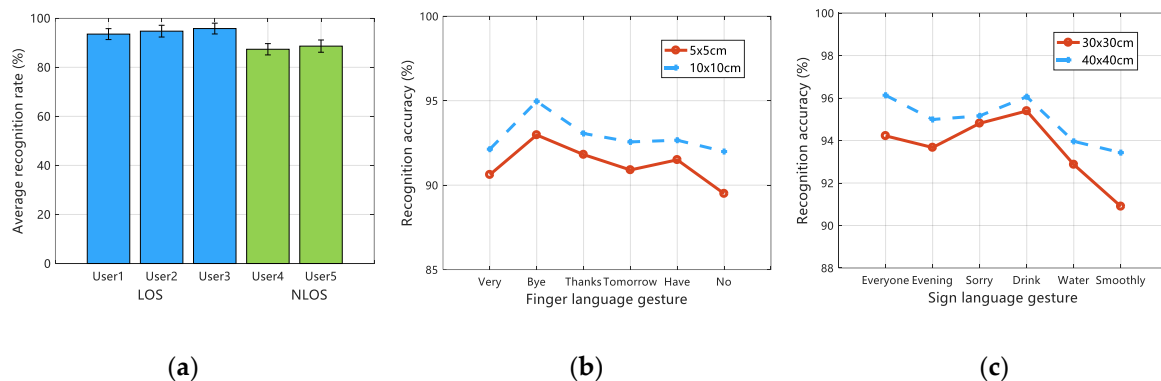 100
80
60
40
20
0
Average recognition rate (%)
User1 User2 User3 User4 User5
LOS NLOS
(a)
100
95
90
85
Recognition accuracy (%)
5x5cm
10x10cm
Very Bye Thanks Tomorrow Have No
Finger language gesture
(b)
100
98
96
94
92
90
88
Recognition accuracy (%)
30x30cm
40x40cm
Everyone Evening Sorry Drink Water Smoothly
Sign language gesture
(c)